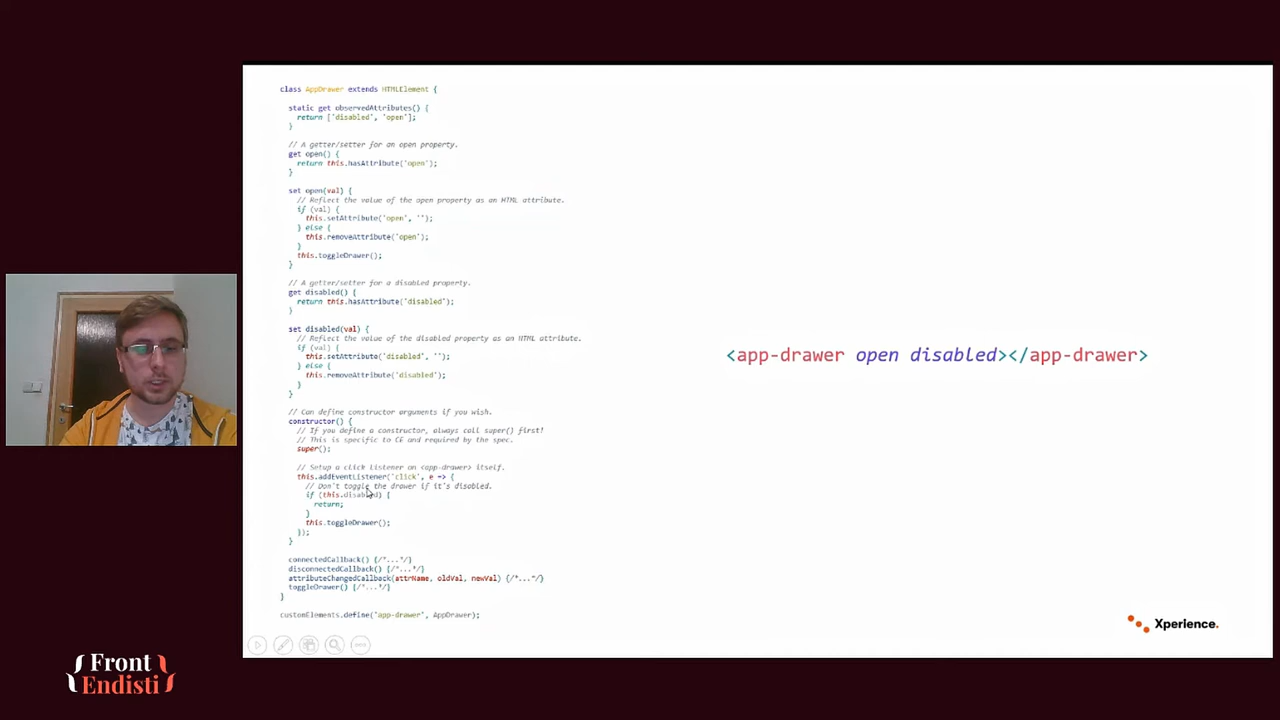 class AppDrawer extends HTMLElement {
static get observedAttributes() {
return ['disabled', 'open'];
}
// A getter/setter for an open property.
get open() {
return this.hasAttribute('open');
}
set open(val) {
// Reflect the value of the open property as an HTML attribute.
if (val) {
this.setAttribute('open', '');
} else {
this.removeAttribute('open');
}
this.toggleDrawer();
}
// A getter/setter for a disabled property.
get disabled() {
return this.hasAttribute('disabled');
}
set disabled(val) {
// Reflect the value of the disabled property as an HTML attribute.
if (val) {
this.setAttribute('disabled', '');
} else {
this.removeAttribute('disabled');
}
}
// Can define constructor arguments if you wish.
constructor() {
// If you define a constructor, always call super() first!
// This is specific to CE and required by the spec.
super();
// Setup a click listener on <app-drawer> itself.
this.addEventListener('click', e => {
// Don't toggle the drawer if it's disabled.
if (this.disabled) {
return;
}
this.toggleDrawer();
});
}
connectedCallback() {/*...*/}
disconnectedCallback() {/*...*/}
attributeChangedCallback(attrName, oldVal, newVal) {/*...*/}
toggleDrawer() {/*...*/}
}
customElements.define('app-drawer', AppDrawer);
<app-drawer open disabled></app-drawer>
Xperience.
{ Front }
{ Endisti }